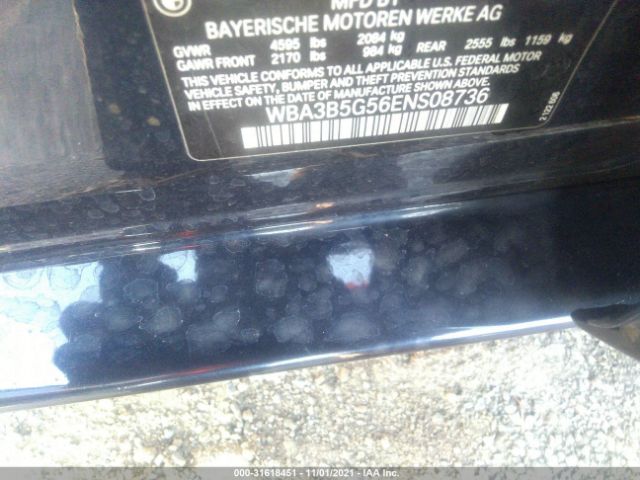 MFD BY
BAYERISCHE MOTOREN WERKE AG
GVWR 4595 lbs 2084 kg
GAWR FRONT 2170 lbs 984 kg REAR 2555 lbs 1159 kg
THIS VEHICLE CONFORMS TO ALL APPLICABLE U.S. FEDERAL MOTOR
VEHICLE SAFETY, BUMPER AND THEFT PREVENTION
STANDARDS IN EFFECT ON THE DATE OF MANUFACTURE SHOWN ABOVE.
WBA3B5G56ENS08736
000-31618451 - 11/01/2021 - IAA Inc.